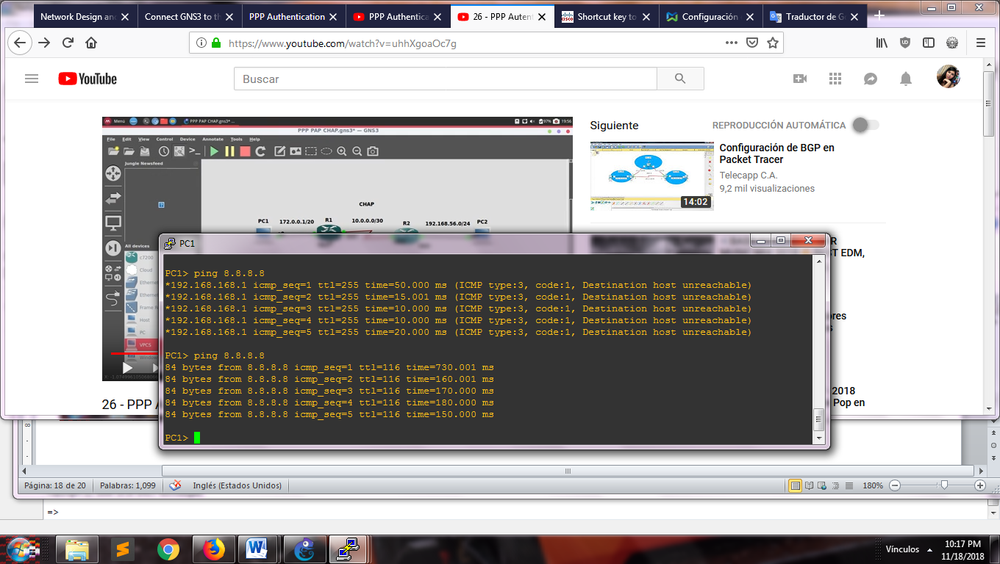 Network Design and
Connect GNS3 to th
PPP Authentication
PPP Authentica
26 - PPP Autent
Shortcut key to
Configuración
Traductor de G
https://www.youtube.com/watch?v=uhhXgoaOc7g
YouTube
Buscar
Menú
PPP PAP CHAP.gns3* ...
97%
19:56
PPP PAP CHAP.gns3* — GNS3
File Edit View Control Device Annotate Tools Help
Jungle Newsfeed
CHAP
PC1
172.0.0.1/20
R1
10.0.0.0/30
R2
192.168.56.0/24
PC2
All devices
c7200
Cloud
Ethernet
Ethernet
Frame
Host
PC
VPCS
Window
26 - PPP A
Siguiente
REPRODUCCIÓN AUTOMÁTICA
14:02
Configuración de BGP en
Packet Tracer
Telecapp C.A.
9,2 mil visualizaciones
CT EDM,
2018
Pop en
PC1
PC1> ping 8.8.8.8
*192.168.168.1 icmp_seq=1 ttl=255 time=50.000 ms (ICMP type:3, code:1, Destination host unreachable)
*192.168.168.1 icmp_seq=2 ttl=255 time=15.001 ms (ICMP type:3, code:1, Destination host unreachable)
*192.168.168.1 icmp_seq=3 ttl=255 time=10.000 ms (ICMP type:3, code:1, Destination host unreachable)
*192.168.168.1 icmp_seq=4 ttl=255 time=10.000 ms (ICMP type:3, code:1, Destination host unreachable)
*192.168.168.1 icmp_seq=5 ttl=255 time=20.000 ms (ICMP type:3, code:1, Destination host unreachable)
PC1> ping 8.8.8.8
84 bytes from 8.8.8.8 icmp_seq=1 ttl=116 time=730.001 ms
84 bytes from 8.8.8.8 icmp_seq=2 ttl=116 time=160.001 ms
84 bytes from 8.8.8.8 icmp_seq=3 ttl=116 time=170.000 ms
84 bytes from 8.8.8.8 icmp_seq=4 ttl=116 time=180.000 ms
84 bytes from 8.8.8.8 icmp_seq=5 ttl=116 time=150.000 ms
PC1>
Página: 18 de 20
Palabras: 1,099
Inglés (Estados Unidos)
180%
=>
Vínculos
10:17 PM
11/18/2018